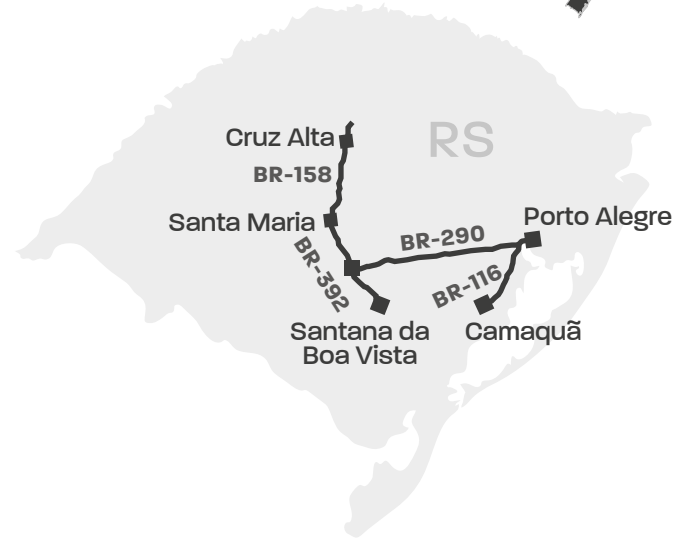 RS
Cruz Alta
BR-158
Santa Maria
Porto Alegre
BR-290
BR-392
BR-116
Santana da
Boa Vista
Camaquã